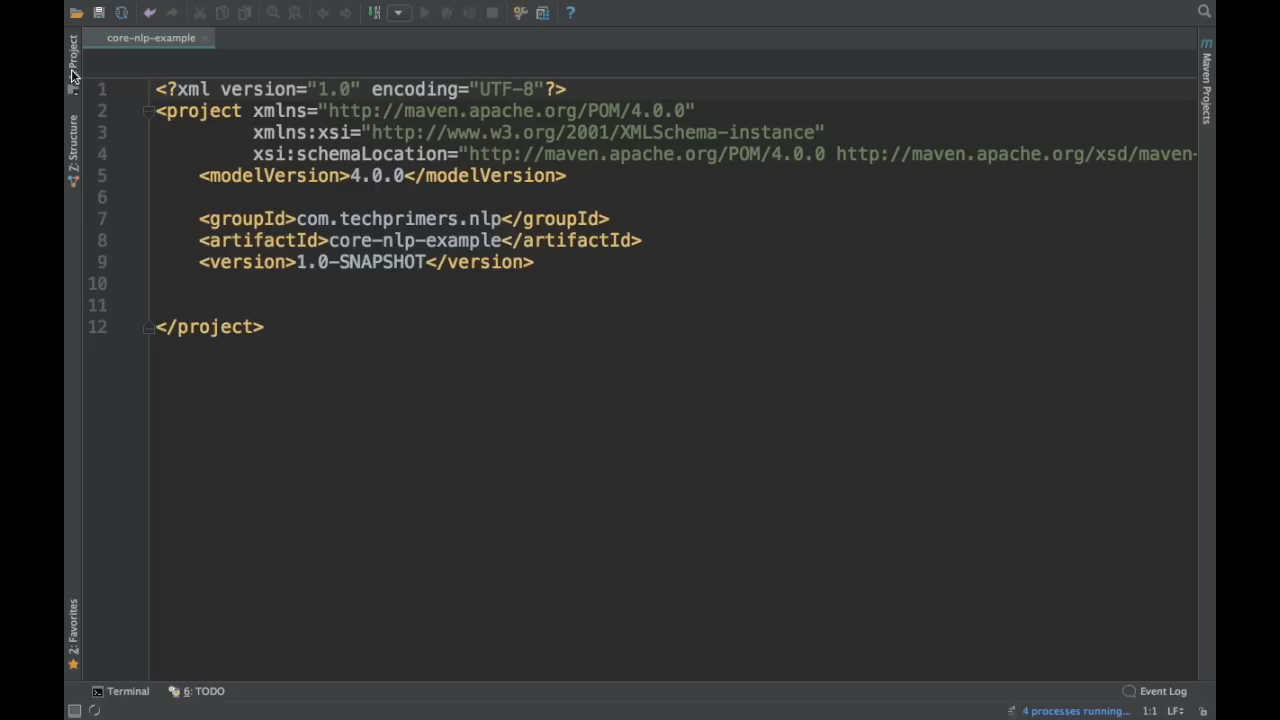 core-nlp-example
1 <?xml version="1.0" encoding="UTF-8"?>
2 <project xmlns="http://maven.apache.org/POM/4.0.0"
3 xmlns:xsi="http://www.w3.org/2001/XMLSchema-instance"
4 xsi:schemaLocation="http://maven.apache.org/POM/4.0.0 http://maven.apache.org/xsd/maven-
5 <modelVersion>4.0.0</modelVersion>
6
7 <groupId>com.techprimers.nlp</groupId>
8 <artifactId>core-nlp-example</artifactId>
9 <version>1.0-SNAPSHOT</version>
10
11
12 </project>
Project
7: Structure
2: Favorites
m Maven Projects
Terminal
6: TODO
Event Log
4 processes running...
1:1
LF